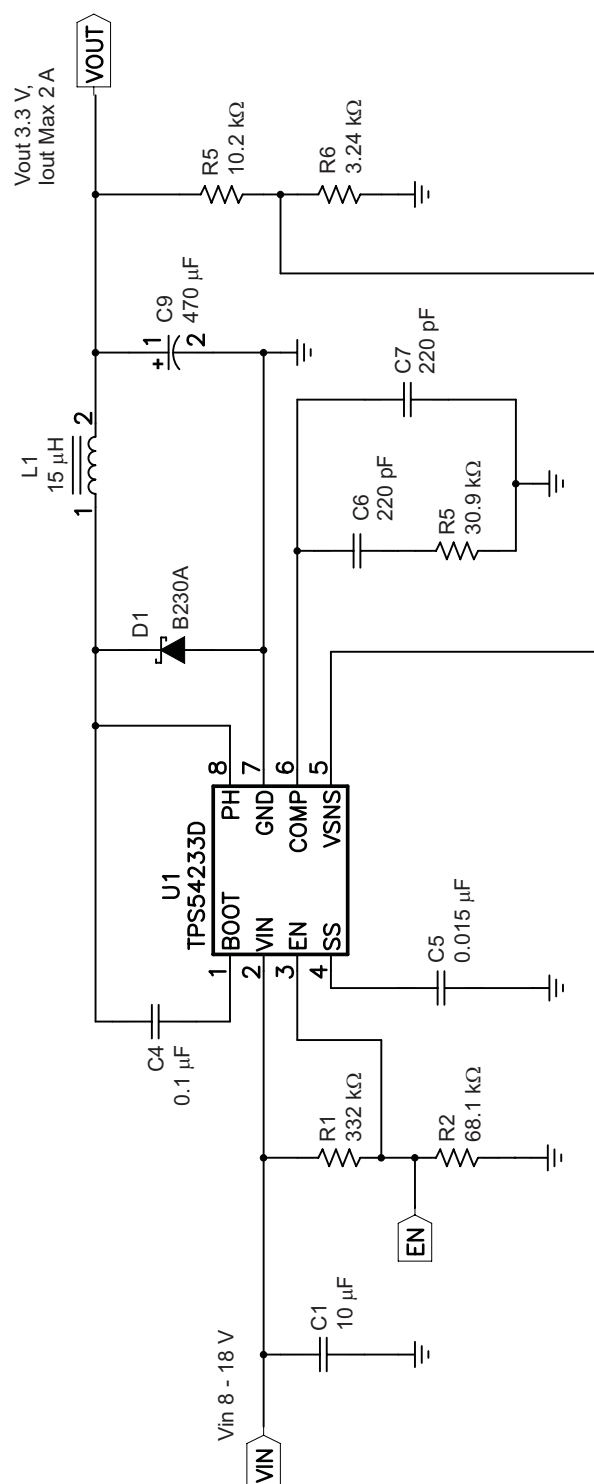 VIN
Vin 8 - 18 V
C1
10 µF
EN
R1
332 kΩ
R2
68.1 kΩ
C4
0.1 µF
C5
0.015 µF
U1
TPS54233D
1
BOOT
2
VIN
3
EN
4
SS
8
PH
7
GND
6
COMP
5
VSNS
D1
B230A
L1
15 µH
1
2
C6
220 pF
R5
30.9 kΩ
C7
220 pF
+
1
2
C9
470 µF
R5
10.2 kΩ
R6
3.24 kΩ
Vout 3.3 V,
Iout Max 2 A
VOUT